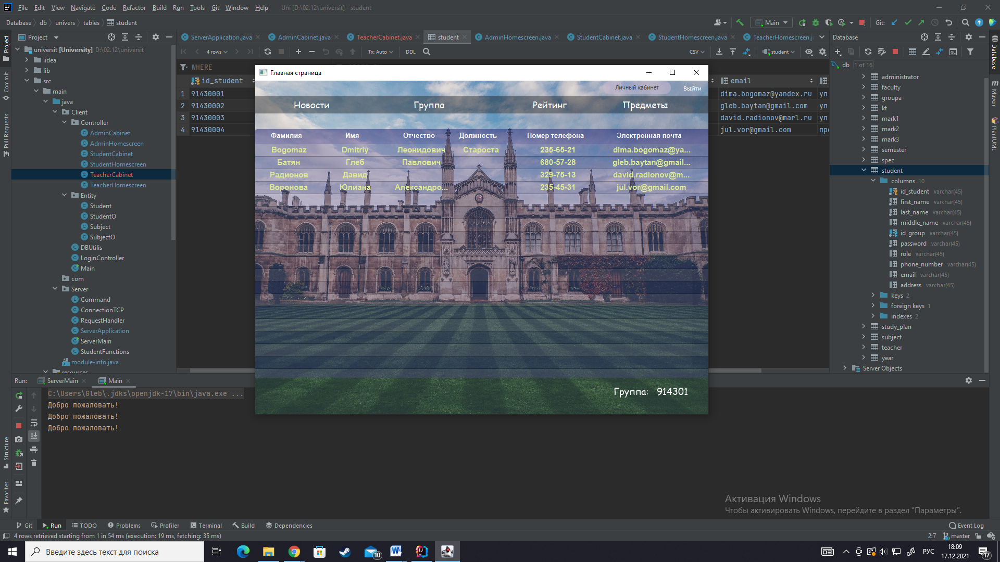 File Edit View Navigate Code Refactor Build Run Tools Git Window Help Uni [D:\02.12\universit] - student
Database db univers tables student
Main Git:
Project
ServerApplication.java AdminCabinet.java TeacherCabinet.java student AdminHomescreen.java StudentCabinet.java StudentHomescreen.java TeacherHomescreen.j
Database
universit [University] D:\02.12\universit
4 rows Tx: Auto DDL CSV student
.idea
lib
src
main
java
Client
Controller
AdminCabinet
AdminHomescreen
StudentCabinet
StudentHomescreen
TeacherCabinet
TeacherHomescreen
Entity
Student
StudentO
Subject
SubjectO
DBUtilis
LoginController
Main
com
Server
Command
ConnectionTCP
RequestHandler
ServerApplication
ServerMain
StudentFunctions
module-info.java
resources
WHERE
id_student email
1 91430001 dima.bogomaz@yandex.ru ул
2 91430002 gleb.baytan@gmail.com ул
3 91430003 david.radionov@marl.ru ул
4 91430004 jul.vor@gmail.com про
Главная страница
Личный кабинет Выйти
Новости Группа Рейтинг Предметы
Фамилия Имя Отчество Должность Номер телефона Электронная почта
Bogomaz Dmitriy Леонидович Староста 235-65-21 dima.bogomaz@ya...
Батян Глеб Павлович 680-57-28 gleb.baytan@gmail...
Радионов Давид 329-75-13 david.radionov@m...
Воронова Юлиана Александро... 235-45-31 jul.vor@gmail.com
Группа: 914301
db 1 of 16
administrator
faculty
groupa
kt
mark1
mark2
mark3
semester
spec
student
columns 10
id_student varchar(45)
first_name varchar(45)
last_name varchar(45)
middle_name varchar(45)
id_group varchar(45)
password varchar(45)
role varchar(45)
phone_number varchar(45)
email varchar(45)
address varchar(45)
keys 2
foreign keys 1
indexes 2
study_plan
subject
teacher
year
Server Objects
Project
Commit
Pull Requests
Structure
Favorites
Database
Maven
PlantUML
Run: ServerMain Main
C:\Users\Gleb\.jdks\openjdk-17\bin\java.exe ...
Добро пожаловать!
Добро пожаловать!
Добро пожаловать!
Активация Windows
Чтобы активировать Windows, перейдите в раздел "Параметры".
Git Run TODO Problems Profiler Terminal Build Dependencies Event Log
4 rows retrieved starting from 1 in 54 ms (execution: 19 ms, fetching: 35 ms) 2:7 master
Введите здесь текст для поиска
10
РУС
18:09
17.12.2021
17